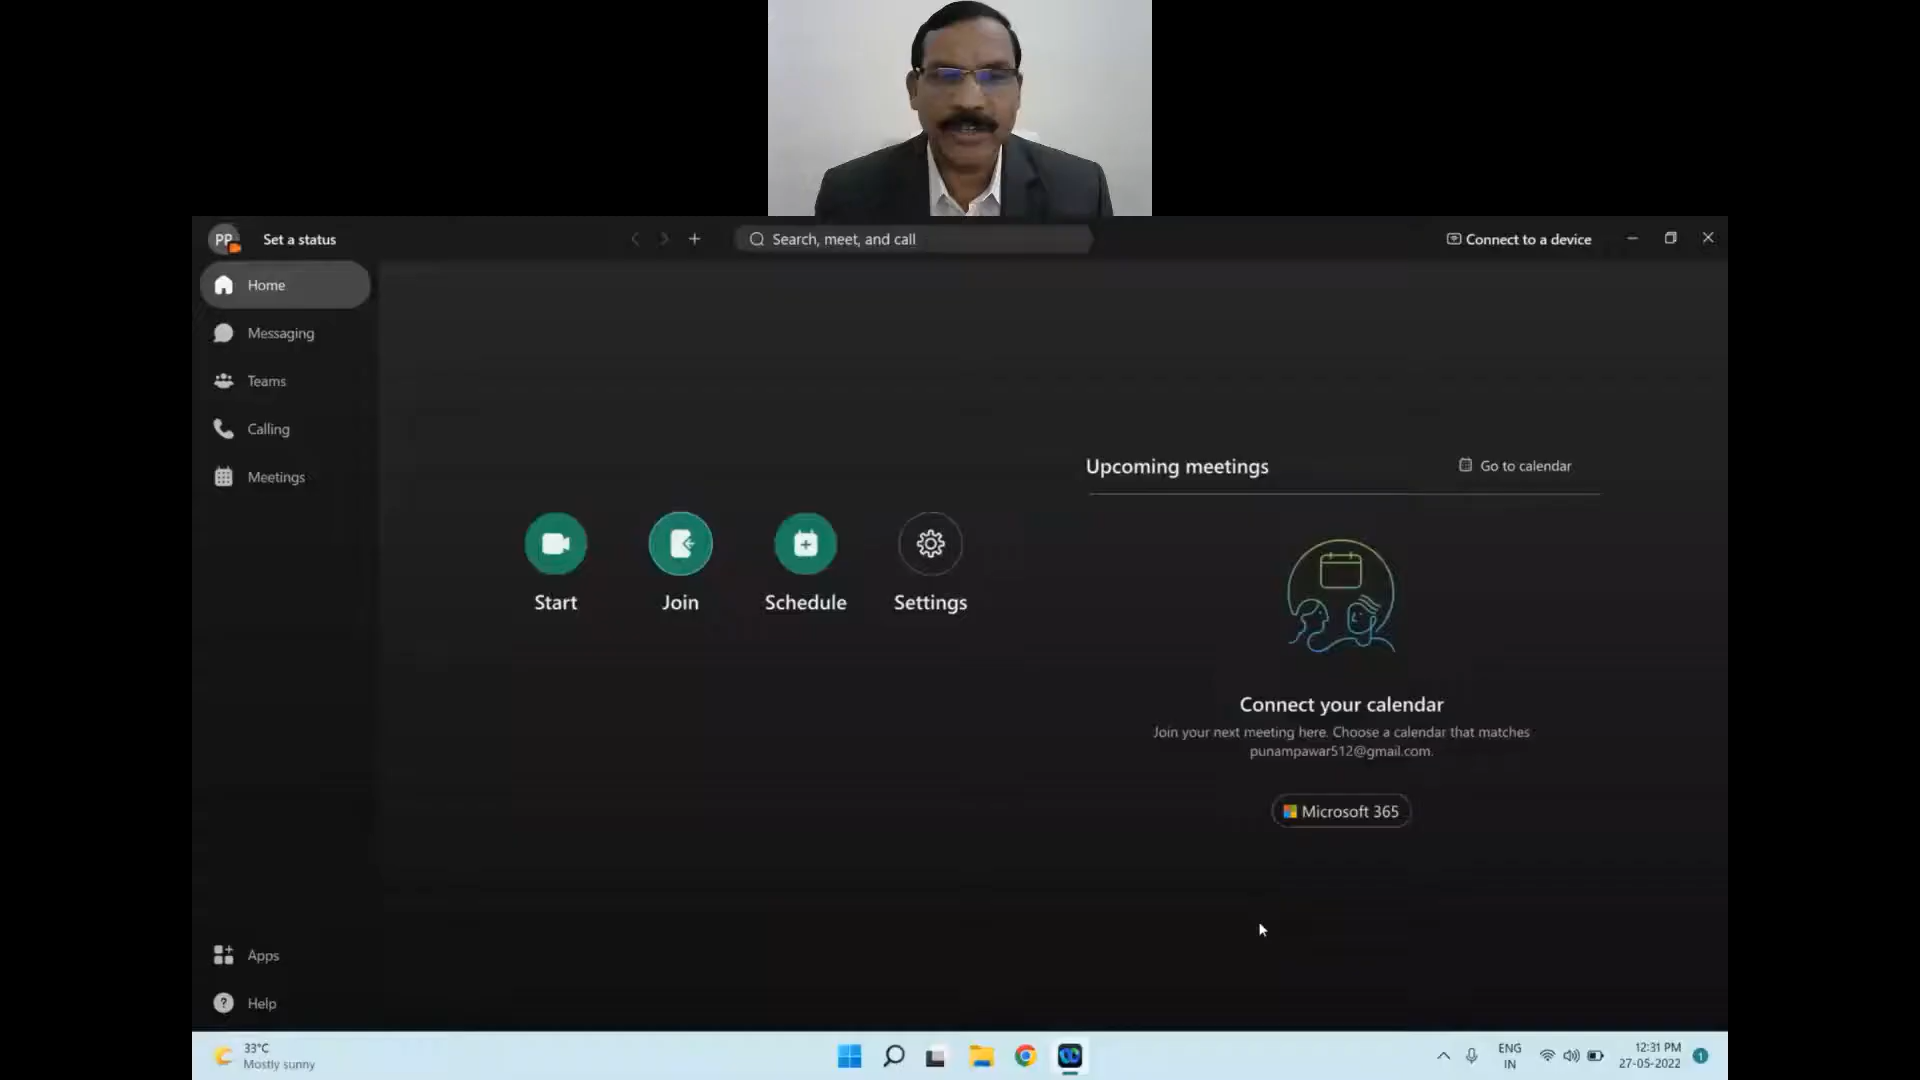 PP
Set a status
Search, meet, and call
Connect to a device
Home
Messaging
Teams
Calling
Meetings
Upcoming meetings
Go to calendar
Start
Join
Schedule
Settings
Connect your calendar
Join your next meeting here. Choose a calendar that matches
punampawar512@gmail.com.
Microsoft 365
Apps
Help
33°C
Mostly sunny
ENG
IN
12:31 PM
27-05-2022
1